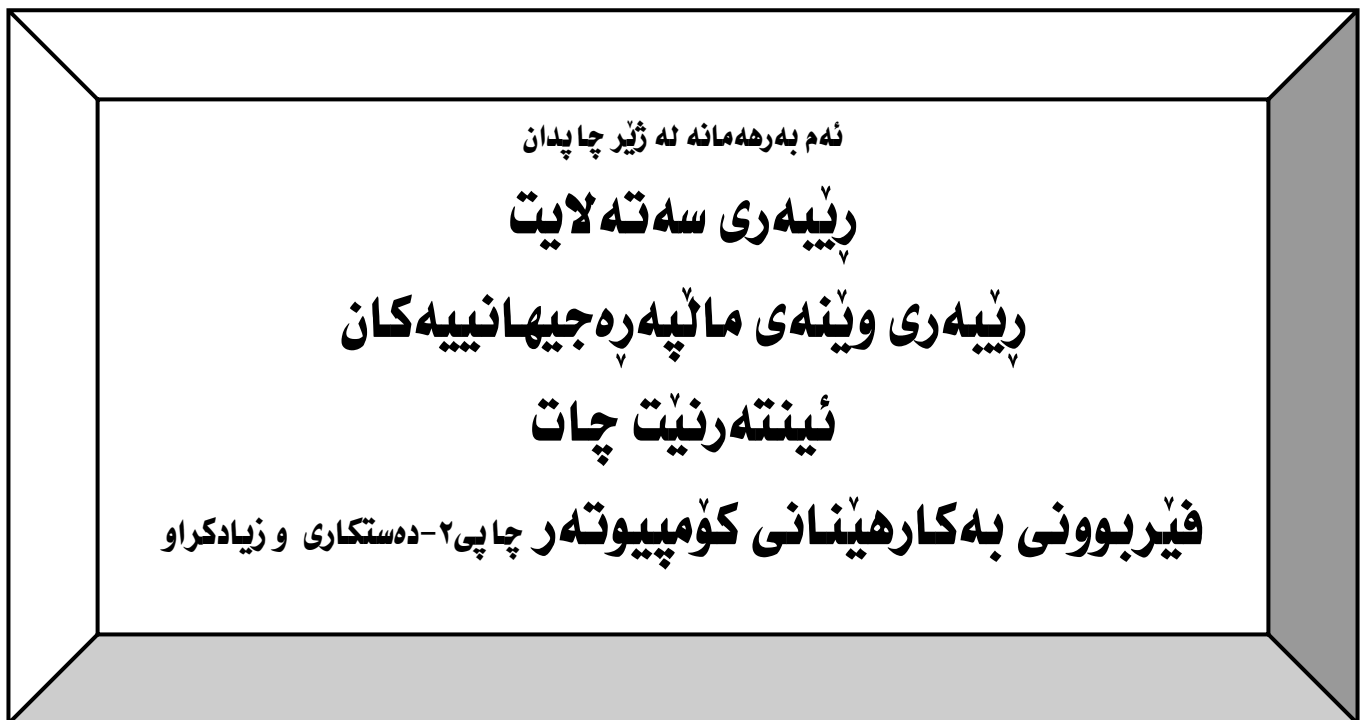 ئەم بەرهەمانە لە ژێر چاپدان
ڕێبەری سەتەلایت
ڕێبەری وێنەی ماڵپەڕەجیهانییەکان
ئینتەرنێت چات
فێربوونی بەکارهێنانی کۆمپیوتەر چاپی٢-دەستکاری و زیادکراو